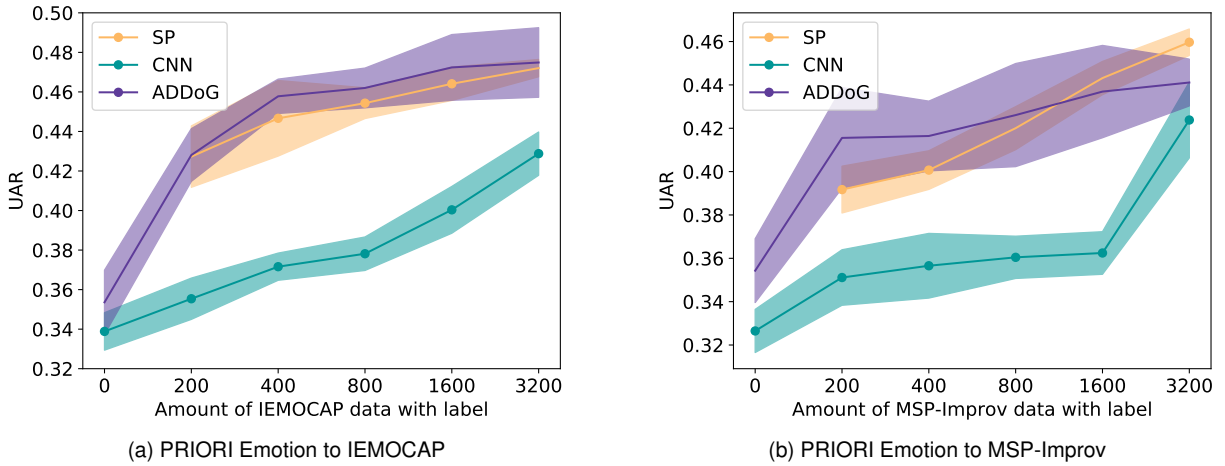 0.50
0.48
0.46
0.44
0.42
0.40
0.38
0.36
0.34
0.32
UAR
SP
CNN
ADDoG
0 200 400 800 1600 3200
Amount of IEMOCAP data with label
(a) PRIORI Emotion to IEMOCAP
0.46
0.44
0.42
0.40
0.38
0.36
0.34
0.32
UAR
SP
CNN
ADDoG
0 200 400 800 1600 3200
Amount of MSP-Improv data with label
(b) PRIORI Emotion to MSP-Improv